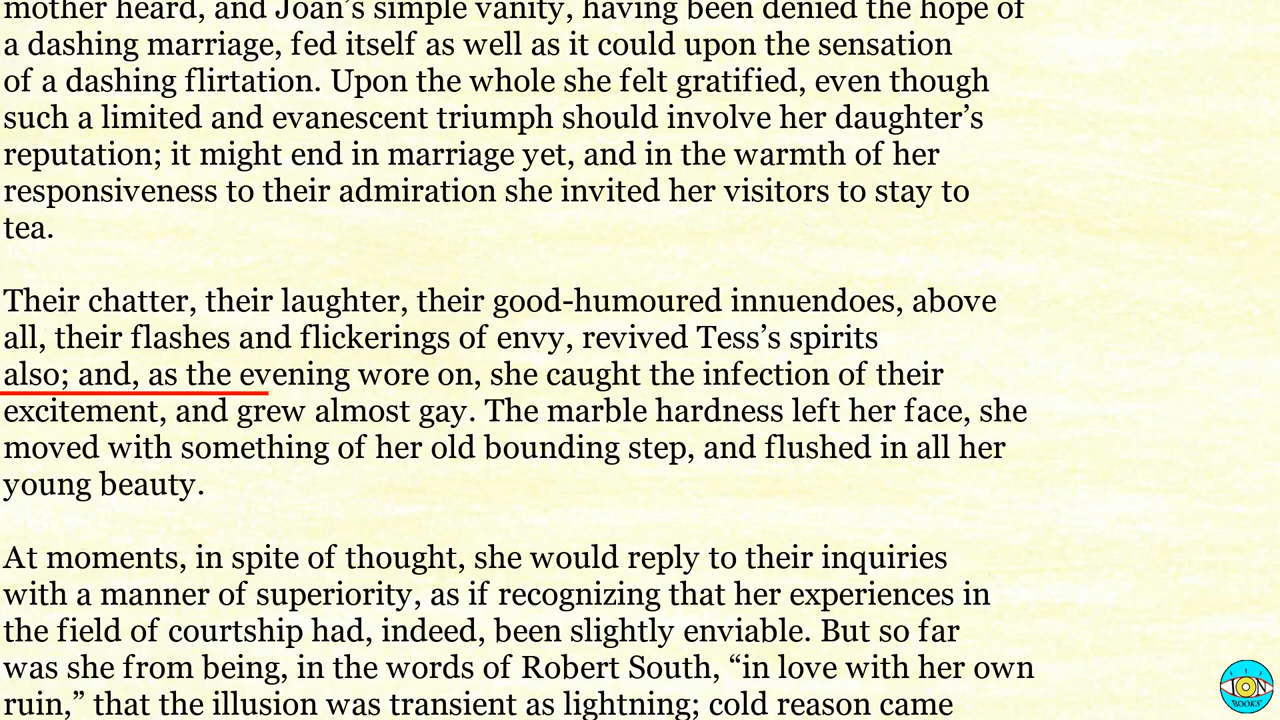 mother heard, and Joan’s simple vanity, having been denied the hope of
a dashing marriage, fed itself as well as it could upon the sensation
of a dashing flirtation. Upon the whole she felt gratified, even though
such a limited and evanescent triumph should involve her daughter’s
reputation; it might end in marriage yet, and in the warmth of her
responsiveness to their admiration she invited her visitors to stay to
tea.
Their chatter, their laughter, their good-humoured innuendoes, above
all, their flashes and flickerings of envy, revived Tess’s spirits
also; and, as the evening wore on, she caught the infection of their
excitement, and grew almost gay. The marble hardness left her face, she
moved with something of her old bounding step, and flushed in all her
young beauty.
At moments, in spite of thought, she would reply to their inquiries
with a manner of superiority, as if recognizing that her experiences in
the field of courtship had, indeed, been slightly enviable. But so far
was she from being, in the words of Robert South, “in love with her own
ruin,” that the illusion was transient as lightning; cold reason came
ION
BOOKS